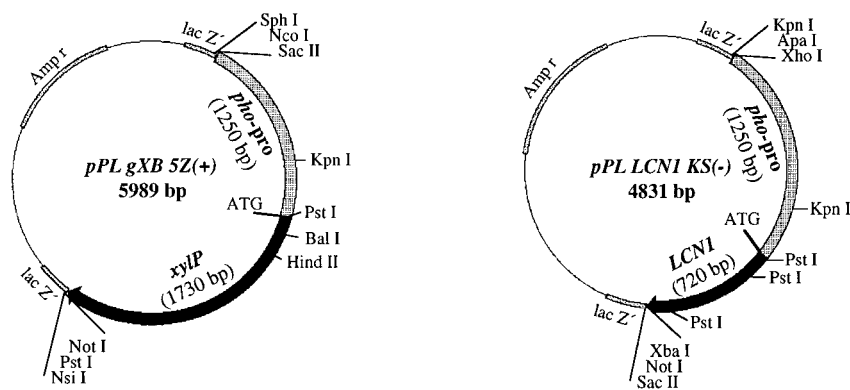 Sph I
Nco I
Sac II
lac Z´
Amp r
pho-pro
(1250 bp)
pPL gXB 5Z(+)
5989 bp
Kpn I
ATG
Pst I
Bal I
Hind II
xylP
(1730 bp)
lac Z´
Not I
Pst I
Nsi I
Kpn I
Apa I
Xho I
lac Z´
Amp r
pho-pro
(1250 bp)
pPL LCN1 KS(-)
4831 bp
Kpn I
ATG
Pst I
Pst I
LCN1
(720 bp)
Pst I
lac Z´
Xba I
Not I
Sac II